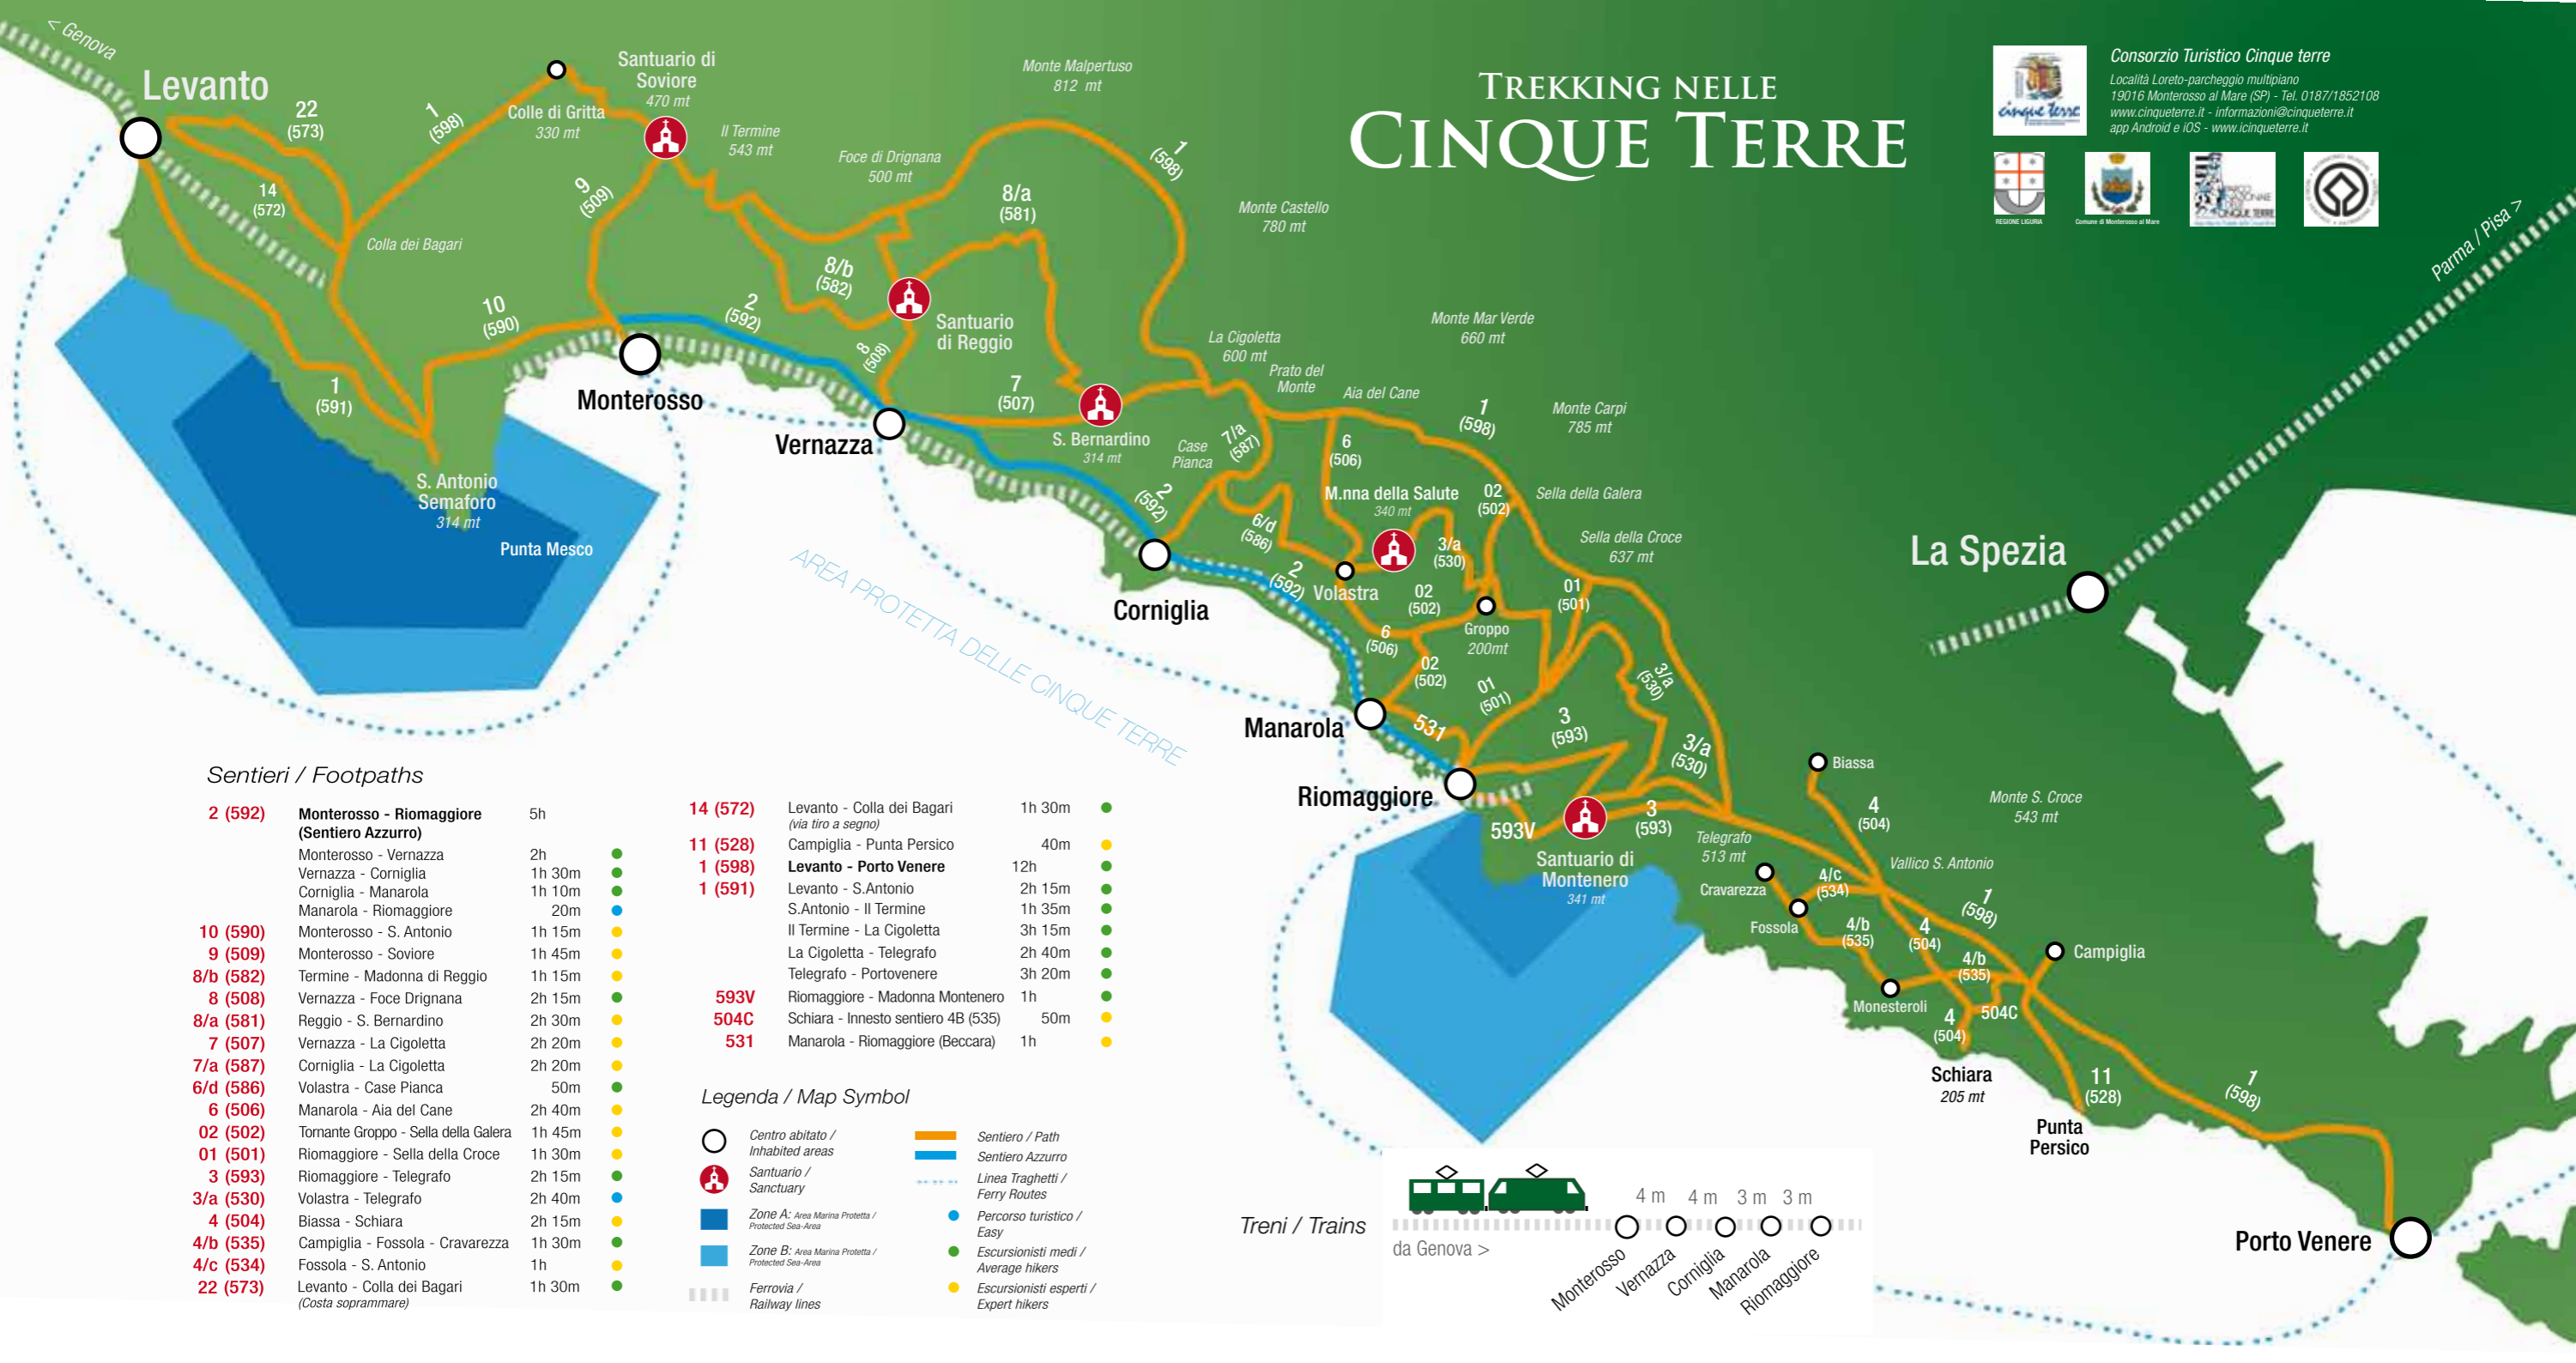 < Genova
Levanto
22
(573)
1
(598)
14
(572)
Colle di Gritta
330 mt
Santuario di
Soviore
470 mt
Il Termine
543 mt
Monte Malpertuso
812 mt
Foce di Drignana
500 mt
9
(509)
8/a
(581)
1
(598)
Monte Castello
780 mt
TREKKING NELLE
CINQUE TERRE
cinque terre
Consorzio Turistico Cinque terre
Località Loreto-parcheggio multipiano
19016 Monterosso al Mare (SP) - Tel. 0187/1852108
www.cinqueterre.it - informazioni@cinqueterre.it
app Android e iOS - www.icinqueterre.it
REGIONE LIGURIA
Comune di Monterosso al Mare
Parma / Pisa >
Colla dei Bagari
10
(590)
2
(592)
8/b
(582)
8
(508)
Santuario
di Reggio
1
(591)
Monterosso
Vernazza
7
(507)
S. Bernardino
314 mt
La Cigoletta
600 mt
Prato del
Monte
Monte Mar Verde
660 mt
Aia del Cane
1
(598)
Monte Carpi
785 mt
Case
Pianca
7/a
(587)
6
(506)
S. Antonio
Semaforo
314 mt
Punta Mesco
2
(592)
M.nna della Salute
340 mt
02
(502)
Sella della Galera
6/d
(586)
3/a
(530)
Sella della Croce
637 mt
La Spezia
AREA PROTETTA DELLE CINQUE TERRE
Corniglia
2
(592)
Volastra
02
(502)
01
(501)
Groppo
200mt
6
(506)
02
(502)
01
(501)
3/a
(530)
Manarola
531
3
(593)
3/a
(530)
Riomaggiore
593V
3
(593)
Santuario di
Montenero
341 mt
Biassa
4
(504)
Monte S. Croce
543 mt
Telegrafo
513 mt
Vallico S. Antonio
Cravarezza
4/c
(534)
Fossola
4/b
(535)
4
(504)
1
(598)
4/b
(535)
Campiglia
Monesteroli
504C
4
(504)
Schiara
205 mt
11
(528)
Punta
Persico
1
(598)
Porto Venere
Sentieri / Footpaths
2 (592) Monterosso - Riomaggiore 5h
(Sentiero Azzurro)
Monterosso - Vernazza 2h
Vernazza - Corniglia 1h 30m
Corniglia - Manarola 1h 10m
Manarola - Riomaggiore 20m
10 (590) Monterosso - S. Antonio 1h 15m
9 (509) Monterosso - Soviore 1h 45m
8/b (582) Termine - Madonna di Reggio 1h 15m
8 (508) Vernazza - Foce Drignana 2h 15m
8/a (581) Reggio - S. Bernardino 2h 30m
7 (507) Vernazza - La Cigoletta 2h 20m
7/a (587) Corniglia - La Cigoletta 2h 20m
6/d (586) Volastra - Case Pianca 50m
6 (506) Manarola - Aia del Cane 2h 40m
02 (502) Tornante Groppo - Sella della Galera 1h 45m
01 (501) Riomaggiore - Sella della Croce 1h 30m
3 (593) Riomaggiore - Telegrafo 2h 15m
3/a (530) Volastra - Telegrafo 2h 40m
4 (504) Biassa - Schiara 2h 15m
4/b (535) Campiglia - Fossola - Cravarezza 1h 30m
4/c (534) Fossola - S. Antonio 1h
22 (573) Levanto - Colla dei Bagari 1h 30m
(Costa soprammare)
14 (572) Levanto - Colla dei Bagari 1h 30m
(via tiro a segno)
11 (528) Campiglia - Punta Persico 40m
1 (598) Levanto - Porto Venere 12h
1 (591) Levanto - S.Antonio 2h 15m
S.Antonio - Il Termine 1h 35m
Il Termine - La Cigoletta 3h 15m
La Cigoletta - Telegrafo 2h 40m
Telegrafo - Portovenere 3h 20m
593V Riomaggiore - Madonna Montenero 1h
504C Schiara - Innesto sentiero 4B (535) 50m
531 Manarola - Riomaggiore (Beccara) 1h
Legenda / Map Symbol
Centro abitato /
Inhabited areas
Santuario /
Sanctuary
Zone A: Area Marina Protetta /
Protected Sea-Area
Zone B: Area Marina Protetta /
Protected Sea-Area
Ferrovia /
Railway lines
Sentiero / Path
Sentiero Azzurro
Linea Traghetti /
Ferry Routes
Percorso turistico /
Easy
Escursionisti medi /
Average hikers
Escursionisti esperti /
Expert hikers
Treni / Trains
da Genova >
4 m 4 m 3 m 3 m
Monterosso
Vernazza
Corniglia
Manarola
Riomaggiore